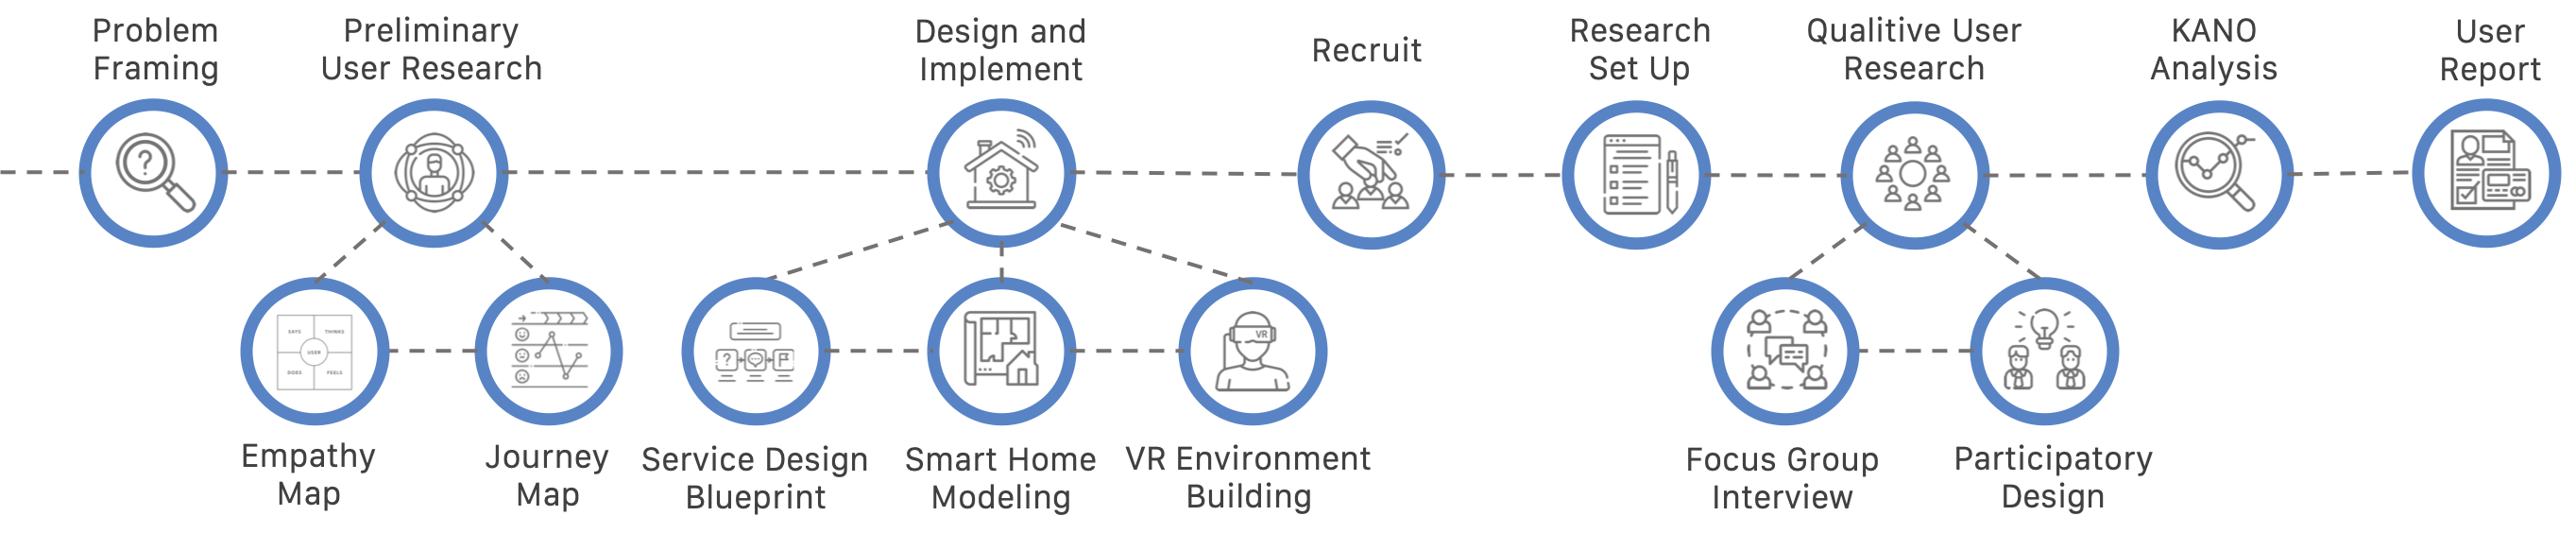 Problem
Framing
Preliminary
User Research
Design and
Implement
Recruit
Research
Set Up
Qualitive User
Research
KANO
Analysis
User
Report
?
SAYS THINKS
USER
DOES FEELS
?
VR
Empathy
Map
Journey
Map
Service Design
Blueprint
Smart Home
Modeling
VR Environment
Building
Focus Group
Interview
Participatory
Design